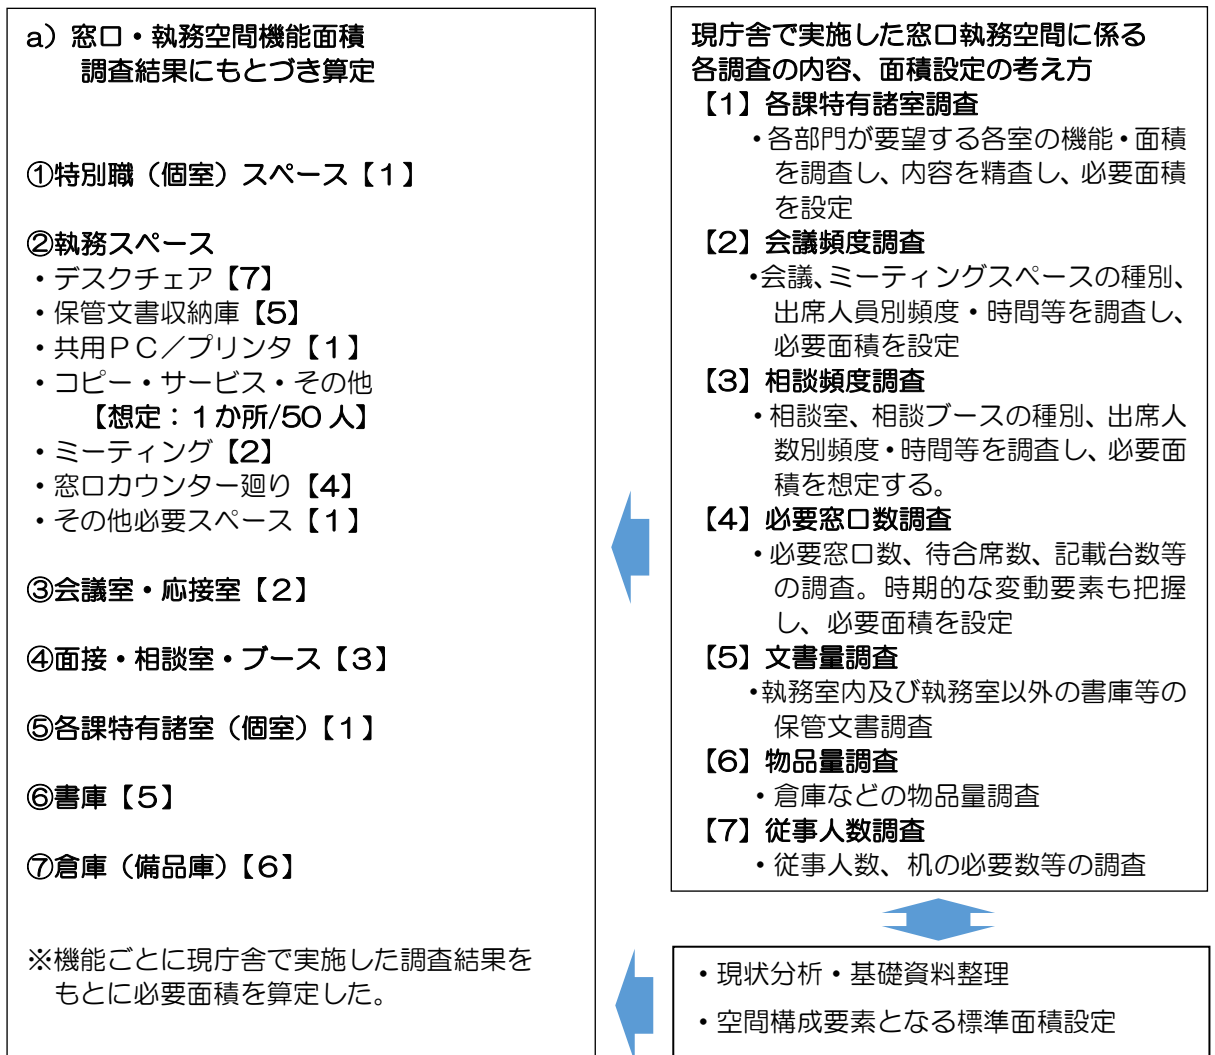 a）窓口・執務空間機能面積
調査結果にもとづき算定
①特別職（個室）スペース【１】
②執務スペース
・デスクチェア【7】
・保管文書収納庫【5】
・共用ＰＣ／プリンタ【１】
・コピー・サービス・その他
【想定：１か所/50 人】
・ミーティング【2】
・窓口カウンター廻り【4】
・その他必要スペース【１】
③会議室・応接室【２】
④面接・相談室・ブース【３】
⑤各課特有諸室（個室）【１】
⑥書庫【５】
⑦倉庫（備品庫）【６】
※機能ごとに現庁舎で実施した調査結果を
もとに必要面積を算定した。
現庁舎で実施した窓口執務空間に係る
各調査の内容、面積設定の考え方
【１】各課特有諸室調査
・各部門が要望する各室の機能・面積
を調査し、内容を精査し、必要面積
を設定
【２】会議頻度調査
・会議、ミーティングスペースの種別、
出席人員別頻度・時間等を調査し、
必要面積を設定
【３】相談頻度調査
・相談室、相談ブースの種別、出席人
数別頻度・時間等を調査し、必要面
積を想定する。
【４】必要窓口数調査
・必要窓口数、待合席数、記載台数等
の調査。時期的な変動要素も把握
し、必要面積を設定
【５】文書量調査
・執務室内及び執務室以外の書庫等の
保管文書調査
【６】物品量調査
・倉庫などの物品量調査
【７】従事人数調査
・従事人数、机の必要数等の調査
・現状分析・基礎資料整理
・空間構成要素となる標準面積設定